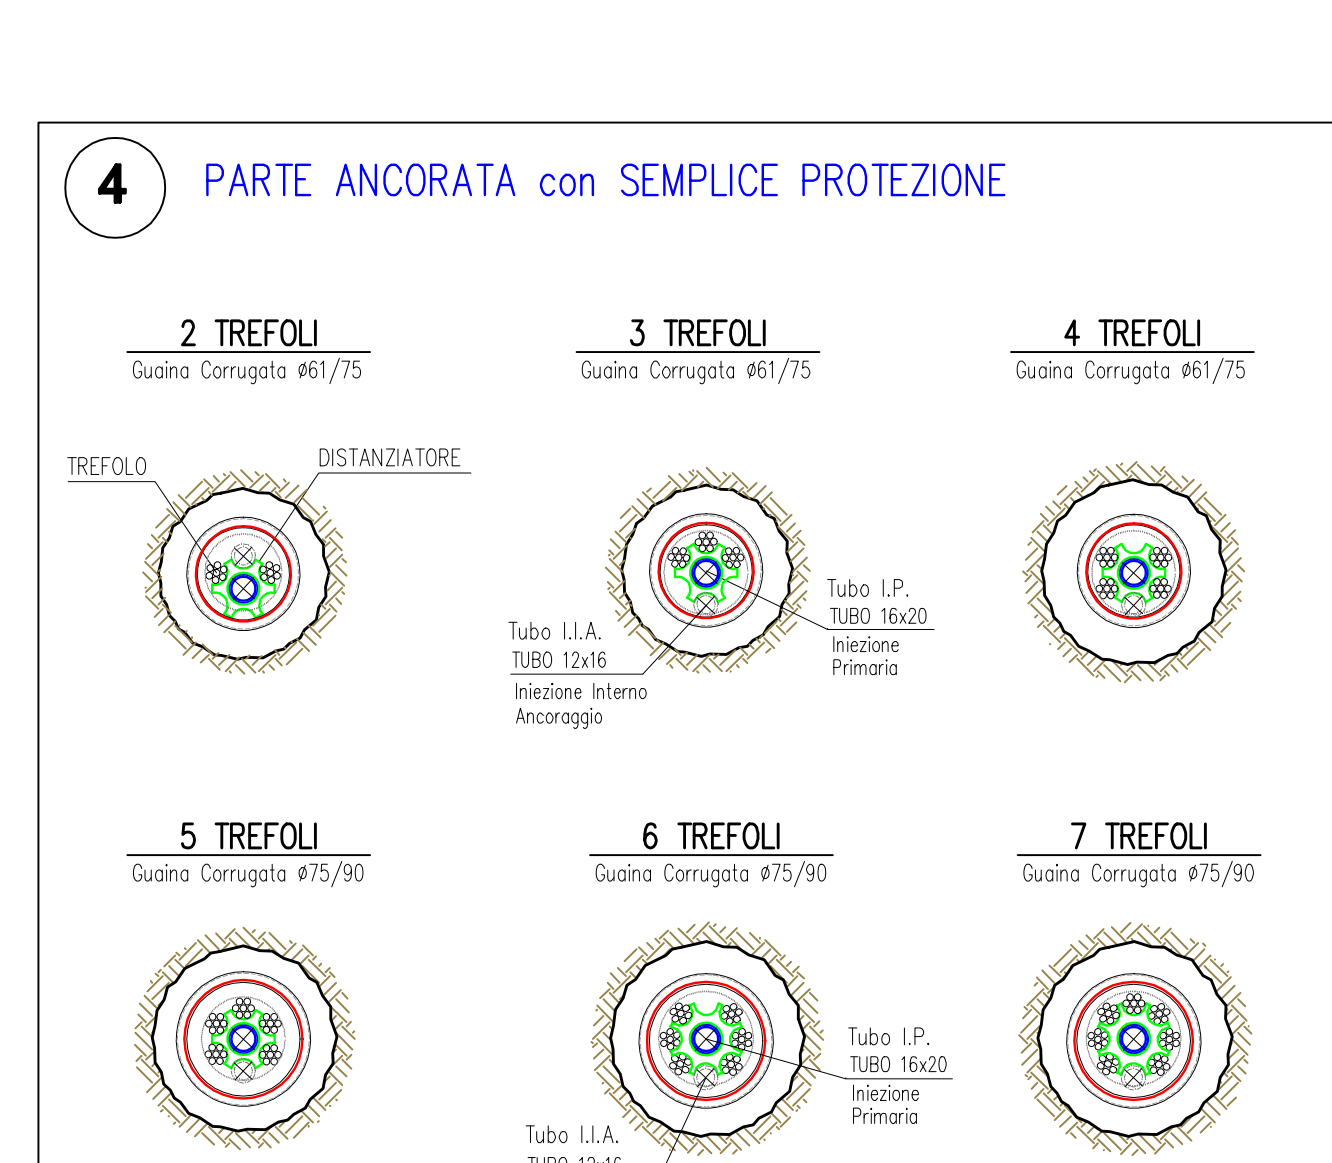 4
PARTE ANCORATA con SEMPLICE PROTEZIONE
2 TREFOLI
Guaina Corrugata ø61/75
3 TREFOLI
Guaina Corrugata ø61/75
4 TREFOLI
Guaina Corrugata ø61/75
TREFOLO
DISTANZIATORE
Tubo I.I.A.
TUBO 12x16
Iniezione Interno
Ancoraggio
Tubo I.P.
TUBO 16x20
Iniezione
Primaria
5 TREFOLI
Guaina Corrugata ø75/90
6 TREFOLI
Guaina Corrugata ø75/90
7 TREFOLI
Guaina Corrugata ø75/90
Tubo I.P.
TUBO 16x20
Iniezione
Primaria
Tubo I.I.A.
TUBO 12x16